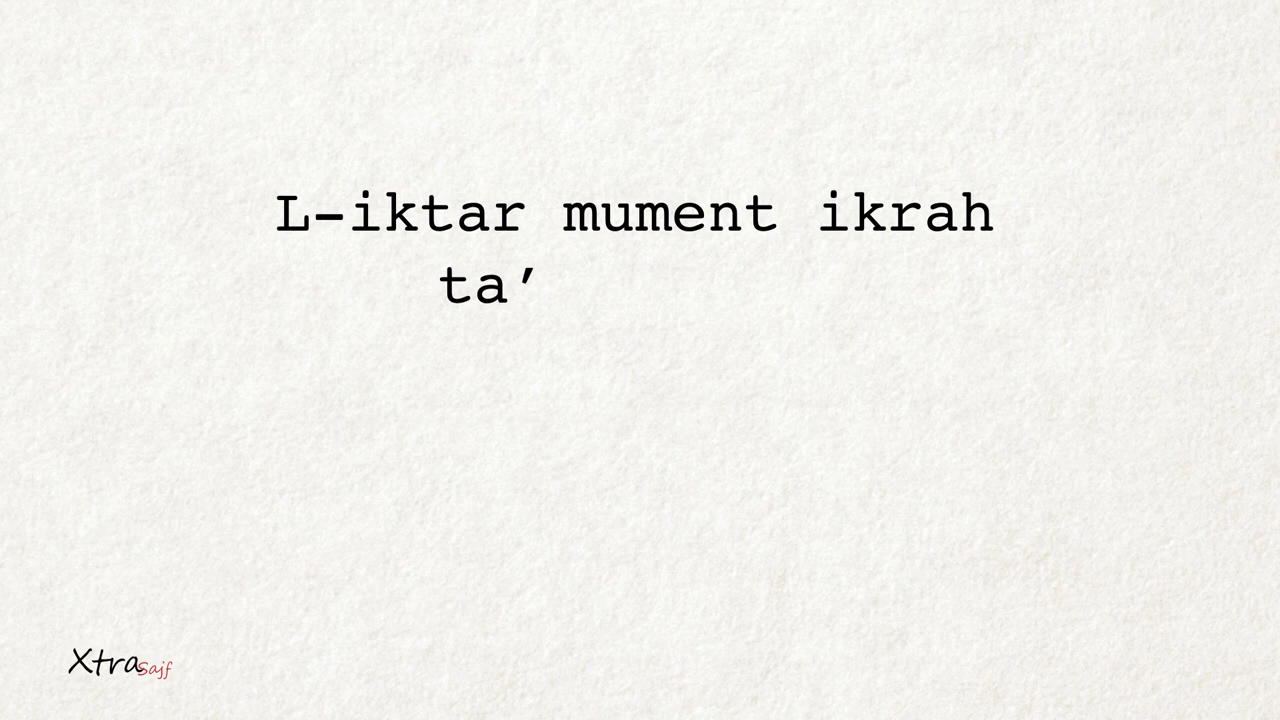 L-iktar mument ikrah
ta’
Xtrasajf